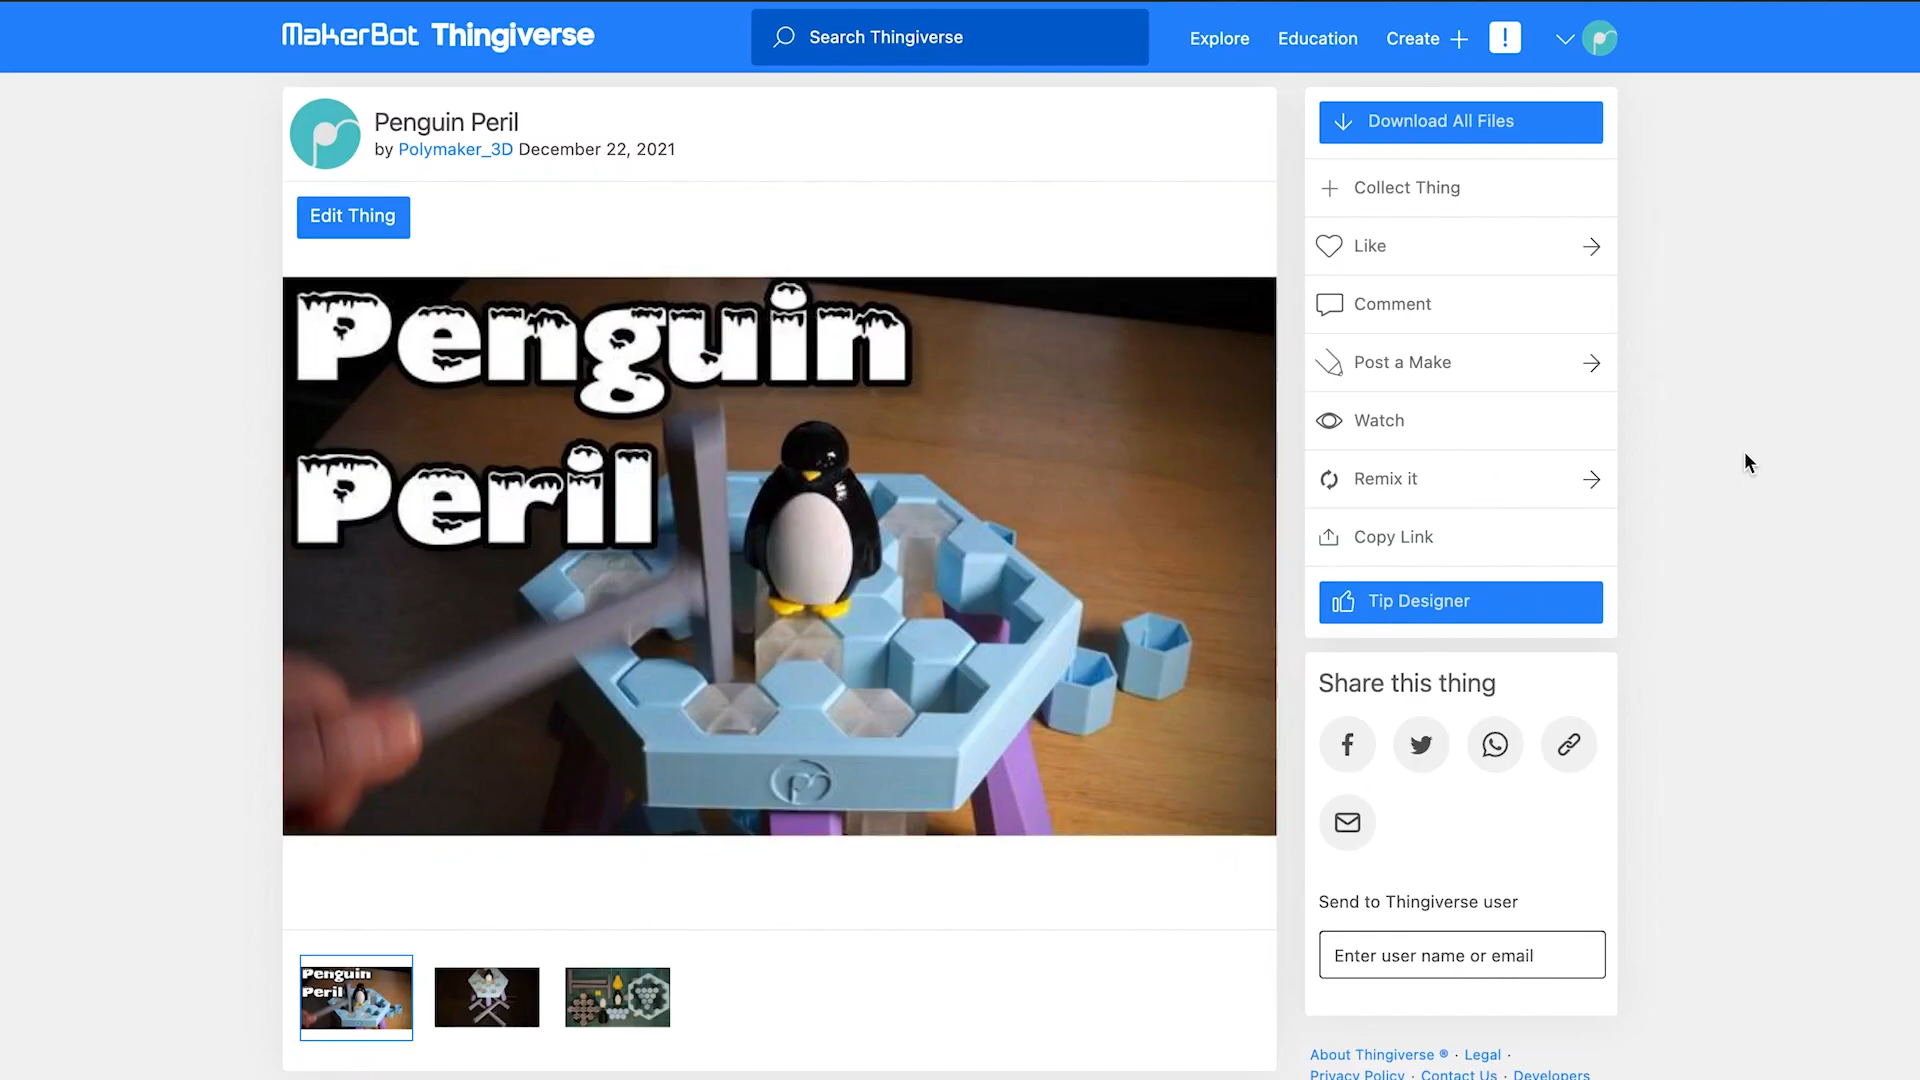 MakerBot Thingiverse
Search Thingiverse
Explore
Education
Create
Penguin Peril
by Polymaker_3D December 22, 2021
Edit Thing
Penguin
Peril
Penguin
Peril
Download All Files
Collect Thing
Like
Comment
Post a Make
Watch
Remix it
Copy Link
Tip Designer
Share this thing
Send to Thingiverse user
Enter user name or email
About Thingiverse ® · Legal ·
Privacy Policy · Contact Us · Developers